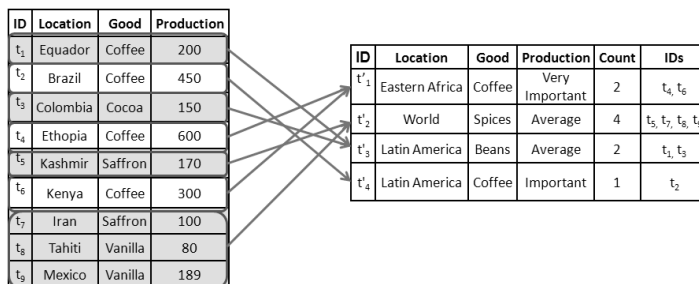 ID Location Good Production
t1 Equador Coffee 200
t2 Brazil Coffee 450
t3 Colombia Cocoa 150
t4 Ethopia Coffee 600
t5 Kashmir Saffron 170
t6 Kenya Coffee 300
t7 Iran Saffron 100
t8 Tahiti Vanilla 80
t9 Mexico Vanilla 189
ID Location Good Production Count IDs
t'1 Eastern Africa Coffee Very Important 2 t4, t6
t'2 World Spices Average 4 t5, t7, t8,
t'3 Latin America Beans Average 2 t1, t3
t'4 Latin America Coffee Important 1 t2